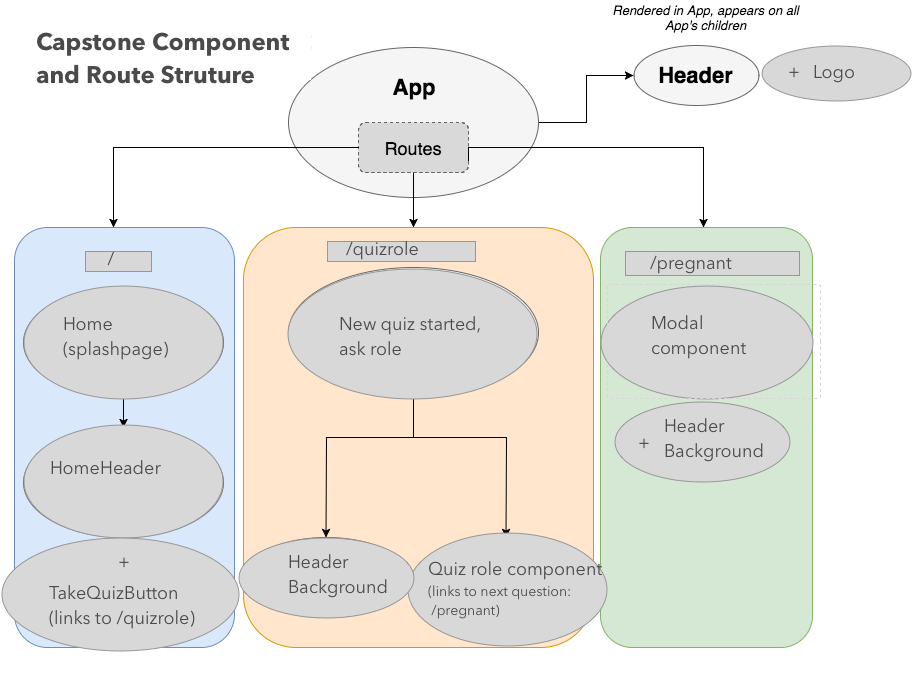 Rendered in App, appears on all
App's children
Capstone Component
and Route Struture
App
Header
+ Logo
Routes
/
/quizrole
/pregnant
Home
(splashpage)
New quiz started,
ask role
Modal
component
HomeHeader
+ Header
Background
+
TakeQuizButton
(links to /quizrole)
Header
Background
Quiz role component
(links to next question:
/pregnant)